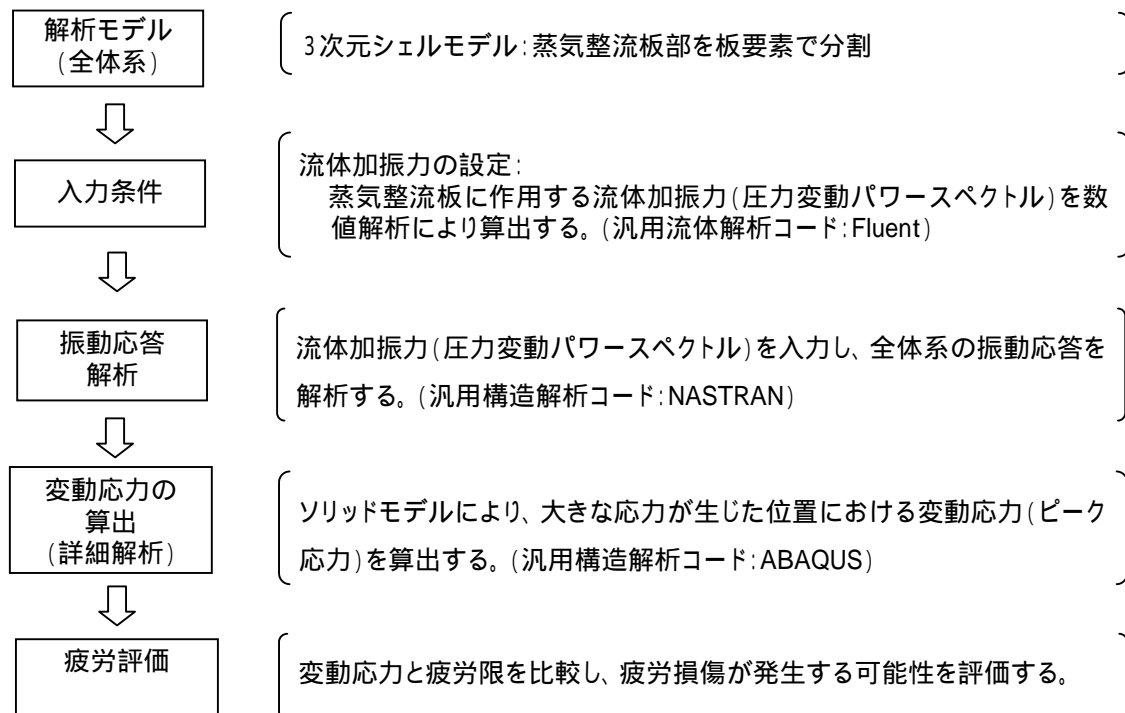 解析モデル
(全体系)
3次元シェルモデル:蒸気整流板部を板要素で分割
入力条件
流体加振力の設定:
蒸気整流板に作用する流体加振力(圧力変動パワースペクトル)を数
値解析により算出する。(汎用流体解析コード:Fluent)
振動応答
解析
流体加振力(圧力変動パワースペクトル)を入力し、全体系の振動応答を
解析する。(汎用構造解析コード:NASTRAN)
変動応力の
算出
(詳細解析)
ソリッドモデルにより、大きな応力が生じた位置における変動応力(ピーク
応力)を算出する。(汎用構造解析コード:ABAQUS)
疲労評価
変動応力と疲労限を比較し、疲労損傷が発生する可能性を評価する。